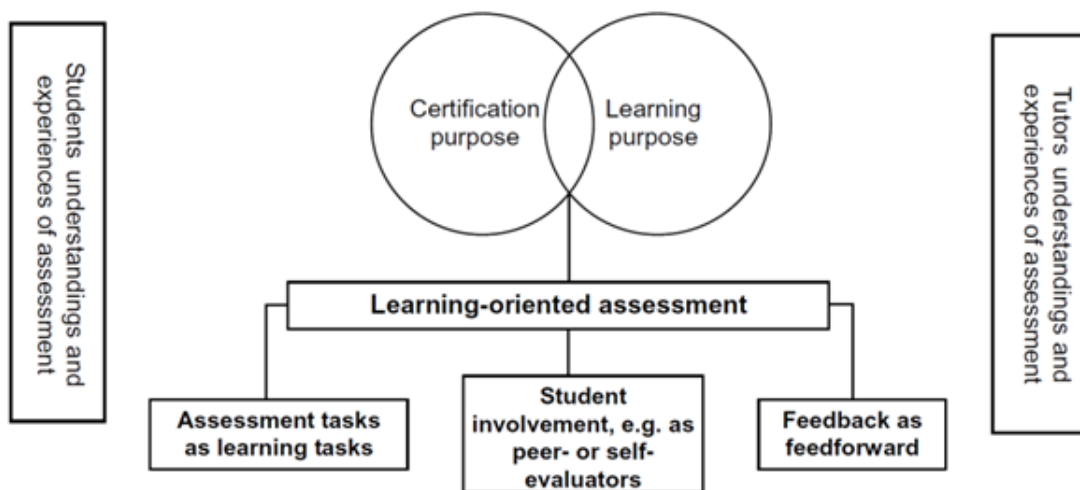 Students understandings and
experiences of assessment
Certification
purpose
Learning
purpose
Tutors understandings and
experiences of assessment
Learning-oriented assessment
Assessment tasks
as learning tasks
Student
involvement, e.g. as
peer- or self-
evaluators
Feedback as
feedforward